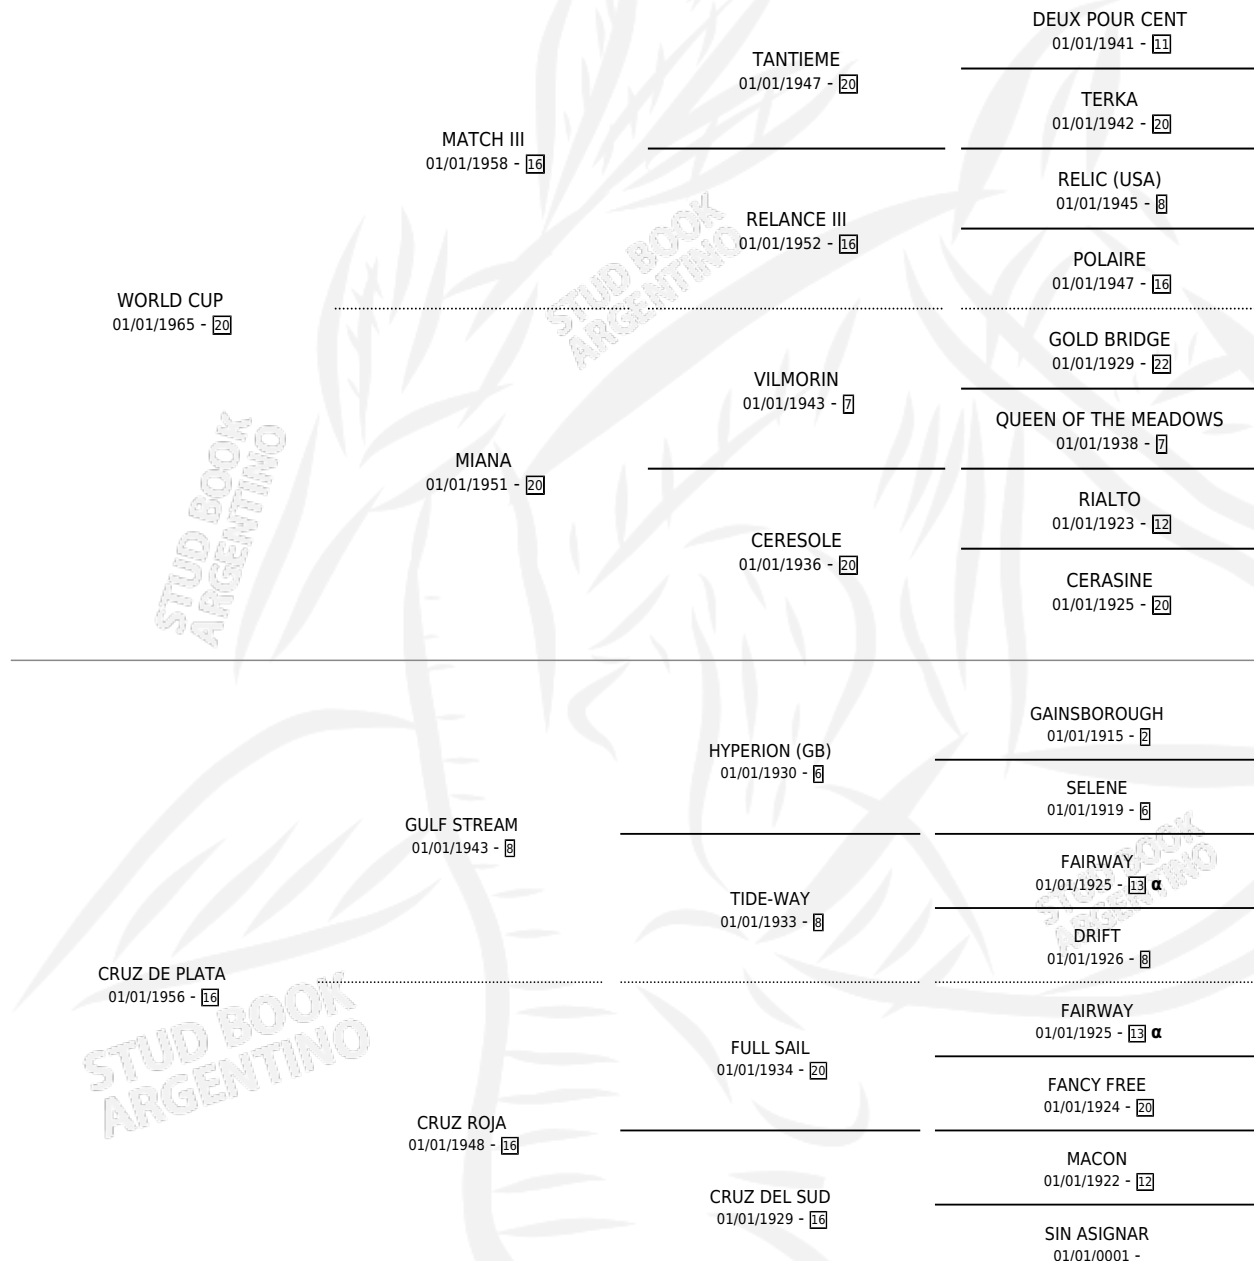 DEUX POUR CENT
01/01/1941 - 11
TANTIEME
01/01/1947 - 20
TERKA
01/01/1942 - 20
MATCH III
01/01/1958 - 16
RELIC (USA)
01/01/1945 - 8
RELANCE III
01/01/1952 - 16
POLAIRE
01/01/1947 - 16
WORLD CUP
01/01/1965 - 20
GOLD BRIDGE
01/01/1929 - 22
VILMORIN
01/01/1943 - 7
QUEEN OF THE MEADOWS
01/01/1938 - 7
MIANA
01/01/1951 - 20
RIALTO
01/01/1923 - 12
CERESOLE
01/01/1936 - 20
CERASINE
01/01/1925 - 20
STUD BOOK
ARGENTINO
STUD BOOK
ARGENTINO
GAINSBOROUGH
01/01/1915 - 2
HYPERION (GB)
01/01/1930 - 6
SELENE
01/01/1919 - 6
GULF STREAM
01/01/1943 - 8
FAIRWAY
01/01/1925 - 13 α
TIDE-WAY
01/01/1933 - 8
DRIFT
01/01/1926 - 8
CRUZ DE PLATA
01/01/1956 - 16
FAIRWAY
01/01/1925 - 13 α
FULL SAIL
01/01/1934 - 20
FANCY FREE
01/01/1924 - 20
CRUZ ROJA
01/01/1948 - 16
MACON
01/01/1922 - 12
CRUZ DEL SUD
01/01/1929 - 16
SIN ASIGNAR
01/01/0001 -
STUD BOOK
ARGENTINO
STUD BOOK
ARGENTINO